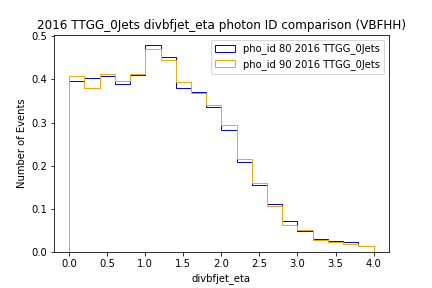 2016 TTGG_0Jets divbfjet_eta photon ID comparison (VBFHH)
pho_id 80 2016 TTGG_0Jets
pho_id 90 2016 TTGG_0Jets
Number of Events
0.5
0.4
0.3
0.2
0.1
0.0
0.0 0.5 1.0 1.5 2.0 2.5 3.0 3.5 4.0
divbfjet_eta